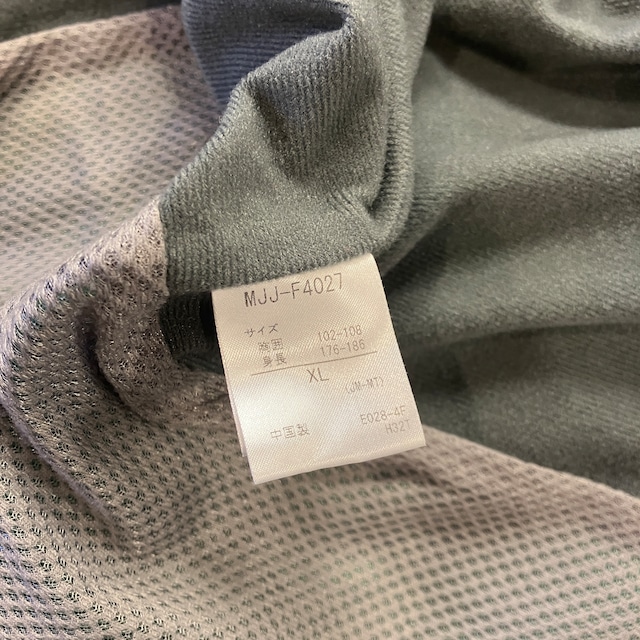 MJJ-F4027
サイズ
胸囲 102-108
身長 176-186
XL
(JM-MT)
E028-4F
中国製 H32T